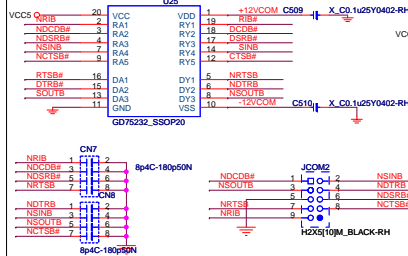 U25
VCC5 20 VCC VDD 1 +12VCOM C509 X_C0.1u25Y0402-RH
NRIB 2 RA1 RY1 19 RIB#
NDCDB# 3 RA2 RY2 18 DCDB#
NDSRB# 4 RA3 RY3 17 DSRB#
NSINB 7 RA4 RY4 14 SINB
NCTSB# 9 RA5 RY5 12 CTSB#
VC
RTSB# 16 DA1 DY1 5 NRTSB
DTRB# 15 DA2 DY2 6 NDTRB
SOUTB 13 DA3 DY3 8 NSOUTB
11 GND VSS 10 -12VCOM C510 X_C0.1u25Y0402-RH
GD75232_SSOP20
CN7
NRIB 1 2 8p4C-180p50N
NDCDB# 3 4
NDSRB# 5 6
NRTSB 7 8
CN8
NDTRB 1 2
NSINB 3 4
NSOUTB 5 6
NCTSB# 7 8
8p4C-180p50N
JCOM2
NDCDB# 1 2 NSINB
NSOUTB 3 4 NDTRB
5 6 NDSRB#
NRTSB 7 8 NCTSB#
NRIB 9
H2X5[10]M_BLACK-RH